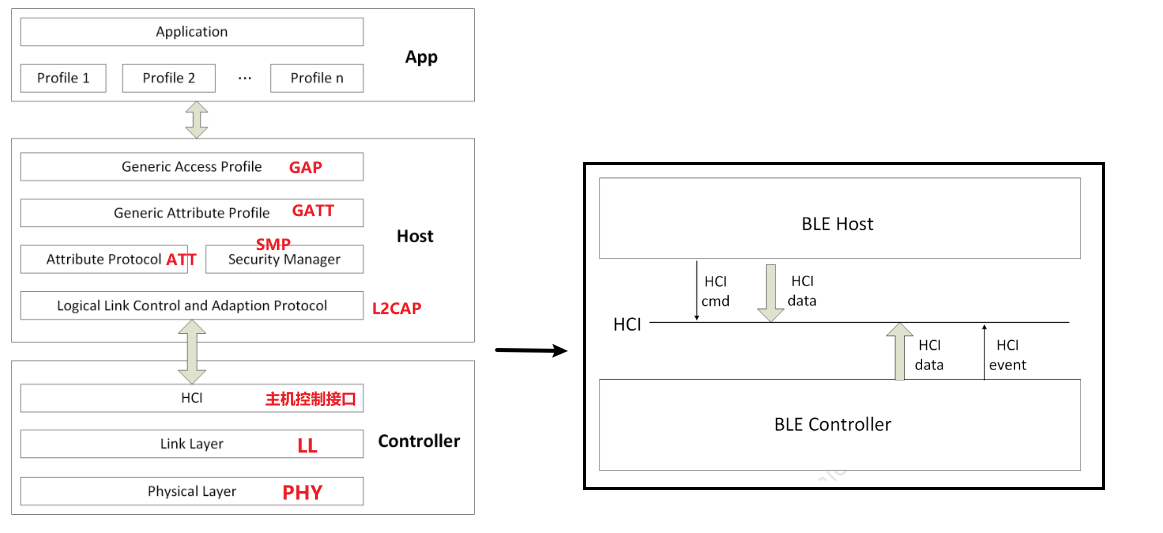 Application
App
Profile 1
Profile 2
...
Profile n
Generic Access Profile GAP
Generic Attribute Profile GATT
Host
SMP
Attribute Protocol ATT
Security Manager
Logical Link Control and Adaption Protocol
L2CAP
HCI 主机控制接口
Link Layer LL
Controller
Physical Layer PHY
BLE Host
HCI
cmd
HCI
data
HCI
HCI
data
HCI
event
BLE Controller